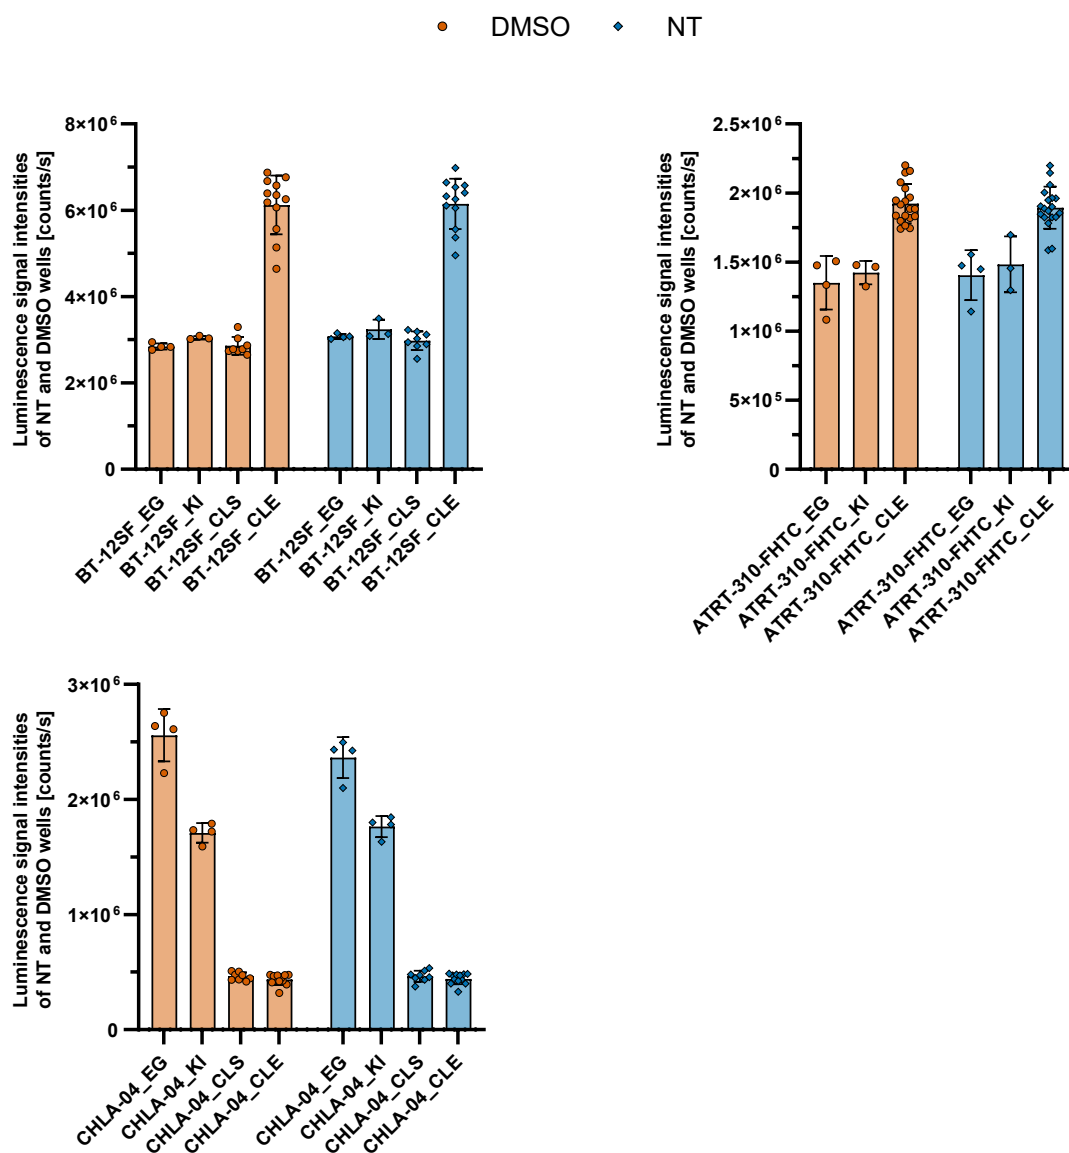 DMSO NT
Luminescence signal intensities
of NT and DMSO wells [counts/s]
8×10⁶
6×10⁶
4×10⁶
2×10⁶
0
BT-12SF_EG
BT-12SF_KI
BT-12SF_CLS
BT-12SF_CLE
BT-12SF_EG
BT-12SF_KI
BT-12SF_CLS
BT-12SF_CLE
Luminescence signal intensities
of NT and DMSO wells [counts/s]
2.5×10⁶
2×10⁶
1.5×10⁶
1×10⁶
5×10⁵
0
ATRT-310-FHTC_EG
ATRT-310-FHTC_KI
ATRT-310-FHTC_CLE
ATRT-310-FHTC_EG
ATRT-310-FHTC_KI
ATRT-310-FHTC_CLE
Luminescence signal intensities
of NT and DMSO wells [counts/s]
3×10⁶
2×10⁶
1×10⁶
0
CHLA-04_EG
CHLA-04_KI
CHLA-04_CLS
CHLA-04_CLE
CHLA-04_EG
CHLA-04_KI
CHLA-04_CLS
CHLA-04_CLE